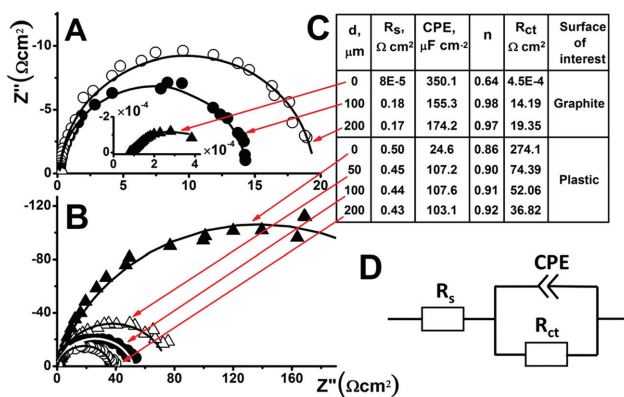 A
Z" (Ωcm²)
-10
-5
0
-2 ×10⁻⁴
-1
0
0 2 4 ×10⁻⁴
0 5 10 15 20
B
-120
-80
-40
0
0 40 80 120 160
Z" (Ωcm²)
C
d, μm | Rs Ω cm² | CPE, μF cm⁻² | n | Rct Ω cm² | Surface of interest
0 8E-5 350.1 0.64 4.5E-4
100 0.18 155.3 0.98 14.19 Graphite
200 0.17 174.2 0.97 19.35
0 0.50 24.6 0.86 274.1
50 0.45 107.2 0.90 74.39 Plastic
100 0.44 107.6 0.91 52.06
200 0.43 103.1 0.92 36.82
D
CPE
Rs
Rct